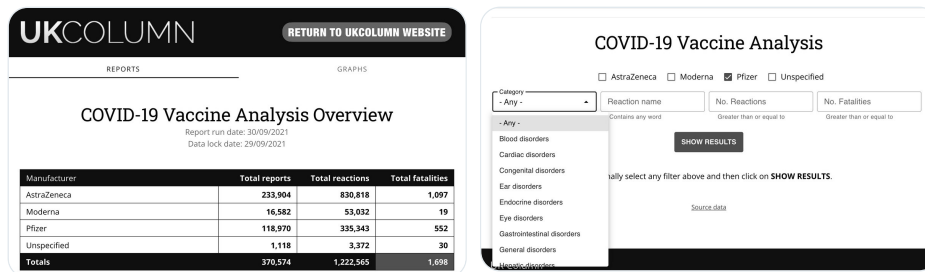 UKCOLUMN
RETURN TO UKCOLUMN WEBSITE
REPORTS GRAPHS
COVID-19 Vaccine Analysis Overview
Report run date: 30/09/2021
Data lock date: 29/09/2021
Manufacturer Total reports Total reactions Total fatalities
AstraZeneca 233,904 830,818 1,097
Moderna 16,582 53,032 19
Pfizer 118,970 335,343 552
Unspecified 1,118 3,372 30
Totals 370,574 1,222,565 1,698
COVID-19 Vaccine Analysis
AstraZeneca Moderna Pfizer Unspecified
Category
- Any - Reaction name No. Reactions No. Fatalities
Contains any word Greater than or equal to Greater than or equal to
- Any -
Blood disorders
SHOW RESULTS
Cardiac disorders
Congenital disorders
nally select any filter above and then click on SHOW RESULTS.
Ear disorders
Endocrine disorders
Source data
Eye disorders
Gastrointestinal disorders
General disorders
Hepatic disorders
UK Column